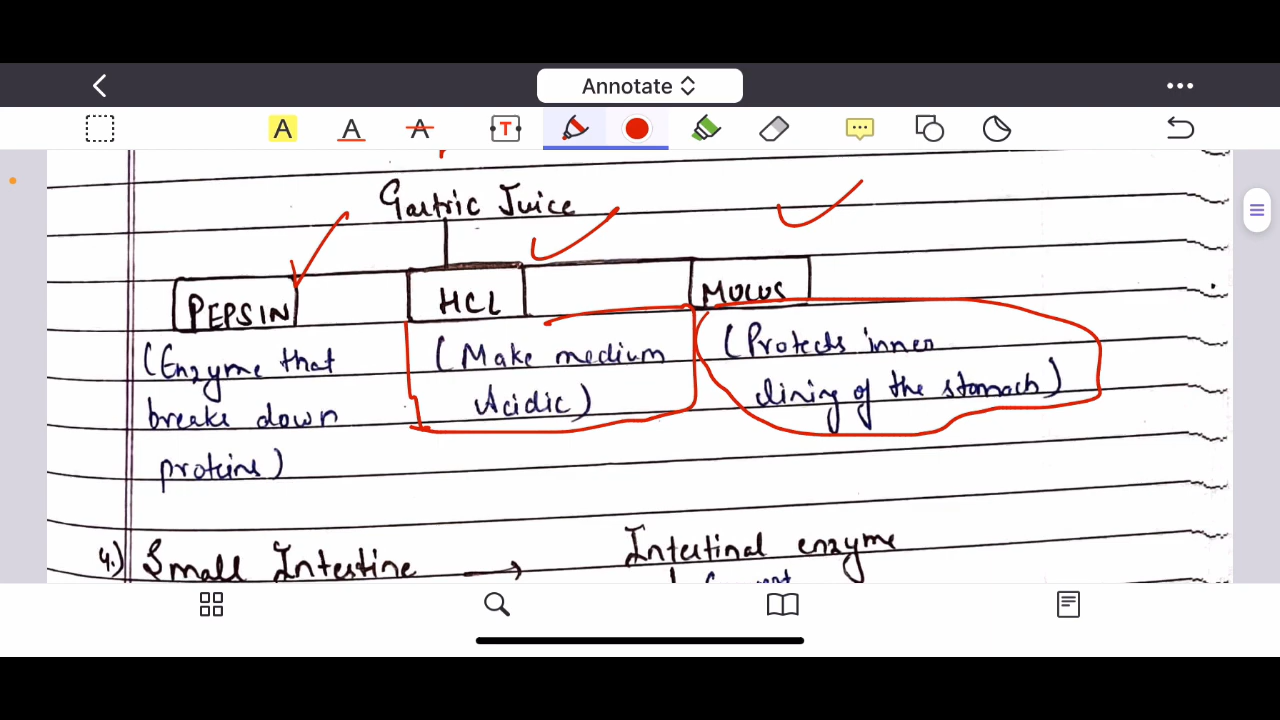 Annotate
A A A T
Gastric Juice
PEPSIN HCL MUCUS
(Enzyme that
breaks down
proteins)
(Make medium
Acidic)
(Protects inner
lining of the stomach)
4.) Small Intestine → Intestinal enzyme